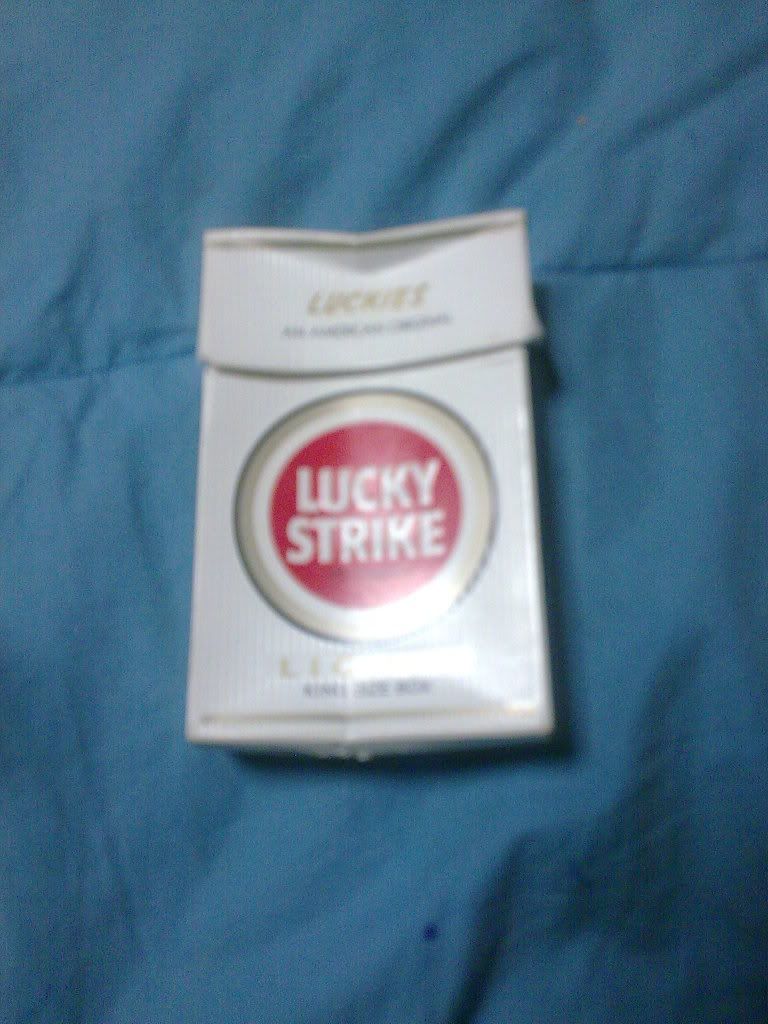 LUCKIES
AN AMERICAN ORIGINAL
LUCKY
STRIKE
KING SIZE BOX